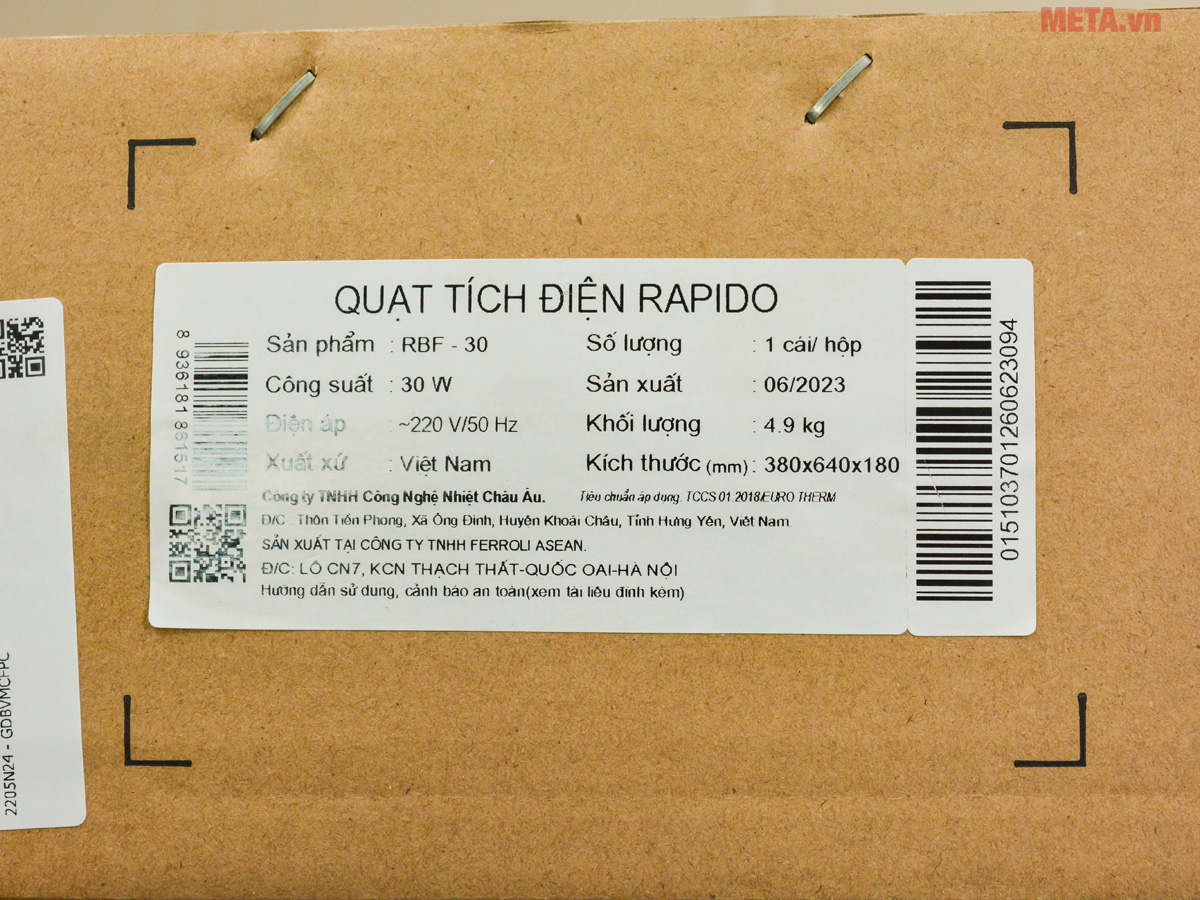 META.vn
QUẠT TÍCH ĐIỆN RAPIDO
Sản phẩm : RBF - 30
Số lượng : 1 cái/ hộp
Công suất : 30 W
Sản xuất : 06/2023
Điện áp : ~220 V/50 Hz
Khối lượng : 4.9 kg
Xuất xứ : Việt Nam
Kích thước (mm) : 380x640x180
Công ty TNHH Công Nghệ Nhiệt Châu Âu.
Tiêu chuẩn áp dụng: TCCS 01:2018/EURO THERM
Đ/C : Thôn Tiền Phong, Xã Ông Đình, Huyện Khoái Châu, Tỉnh Hưng Yên, Việt Nam.
SẢN XUẤT TẠI CÔNG TY TNHH FERROLI ASEAN.
Đ/C: LÔ CN7, KCN THẠCH THẤT-QUỐC OAI-HÀ NỘI
Hướng dẫn sử dụng, cảnh báo an toàn(xem tài liệu đính kèm)
8 936181 861517
015103701260623094
2205N24 - GDBVMCFPC